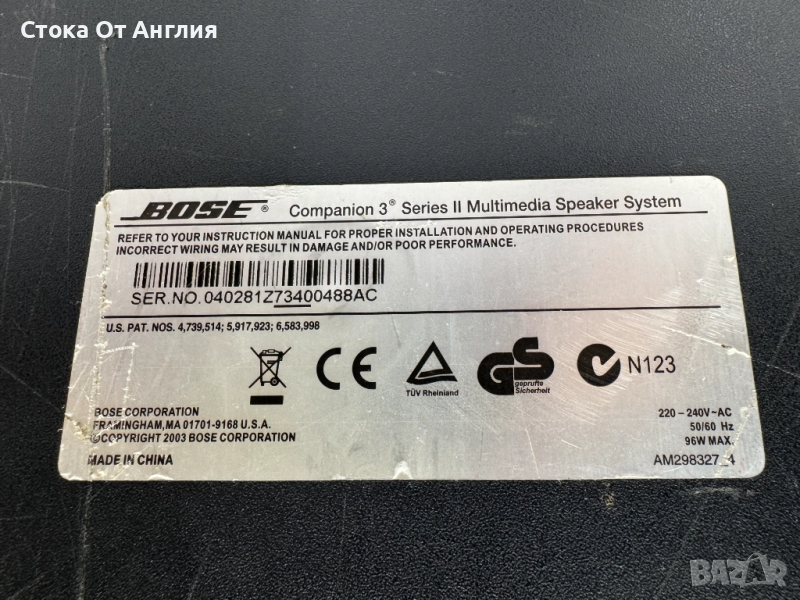 Стока От Англия
BOSE® Companion 3® Series II Multimedia Speaker System
REFER TO YOUR INSTRUCTION MANUAL FOR PROPER INSTALLATION AND OPERATING PROCEDURES
INCORRECT WIRING MAY RESULT IN DAMAGE AND/OR POOR PERFORMANCE.
SER.NO. 040281Z73400488AC
U.S. PAT. NOS. 4,739,514; 5,917,923; 6,583,998
CE
TÜV Rheinland
GS
geprüfte
Sicherheit
N123
BOSE CORPORATION
FRAMINGHAM, MA 01701-9168 U.S.A.
©COPYRIGHT 2003 BOSE CORPORATION
MADE IN CHINA
220 – 240V~AC
50/60 Hz
96W MAX.
AM298327_4
BAZAR